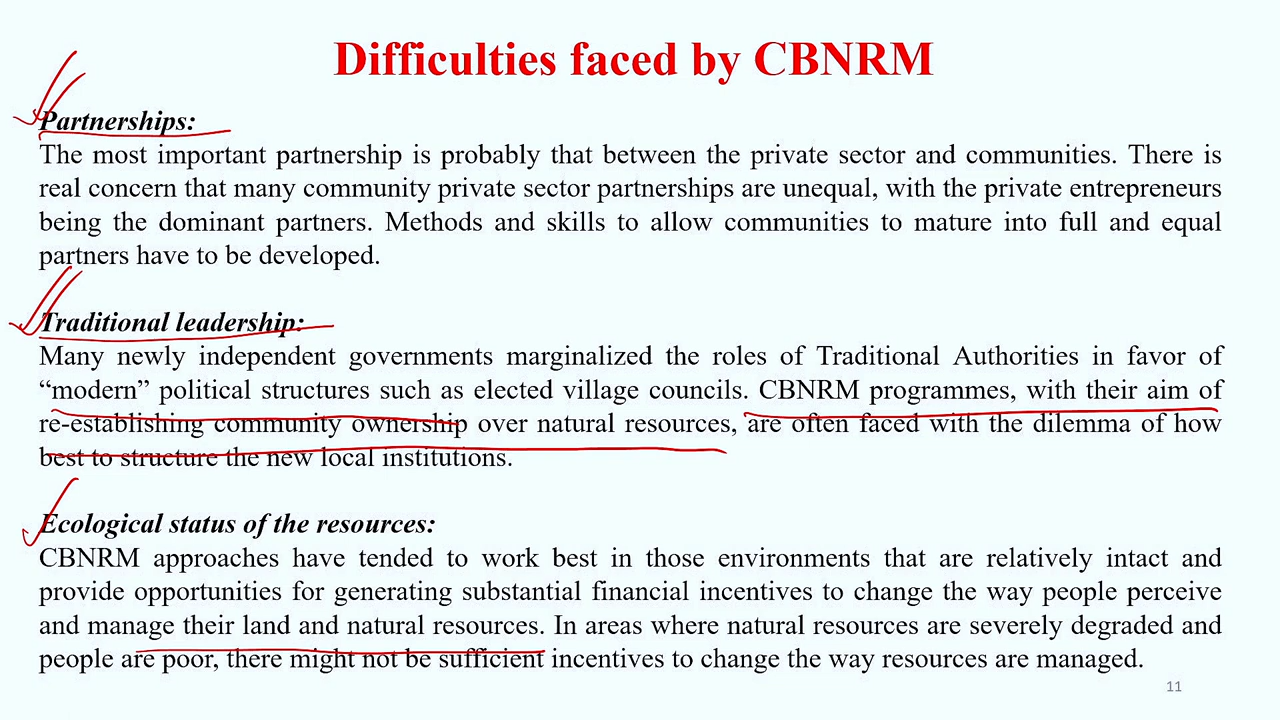 Difficulties faced by CBNRM
Partnerships:
The most important partnership is probably that between the private sector and communities. There is
real concern that many community private sector partnerships are unequal, with the private entrepreneurs
being the dominant partners. Methods and skills to allow communities to mature into full and equal
partners have to be developed.
Traditional leadership:
Many newly independent governments marginalized the roles of Traditional Authorities in favor of
“modern” political structures such as elected village councils. CBNRM programmes, with their aim of
re-establishing community ownership over natural resources, are often faced with the dilemma of how
best to structure the new local institutions.
Ecological status of the resources:
CBNRM approaches have tended to work best in those environments that are relatively intact and
provide opportunities for generating substantial financial incentives to change the way people perceive
and manage their land and natural resources. In areas where natural resources are severely degraded and
people are poor, there might not be sufficient incentives to change the way resources are managed.
11